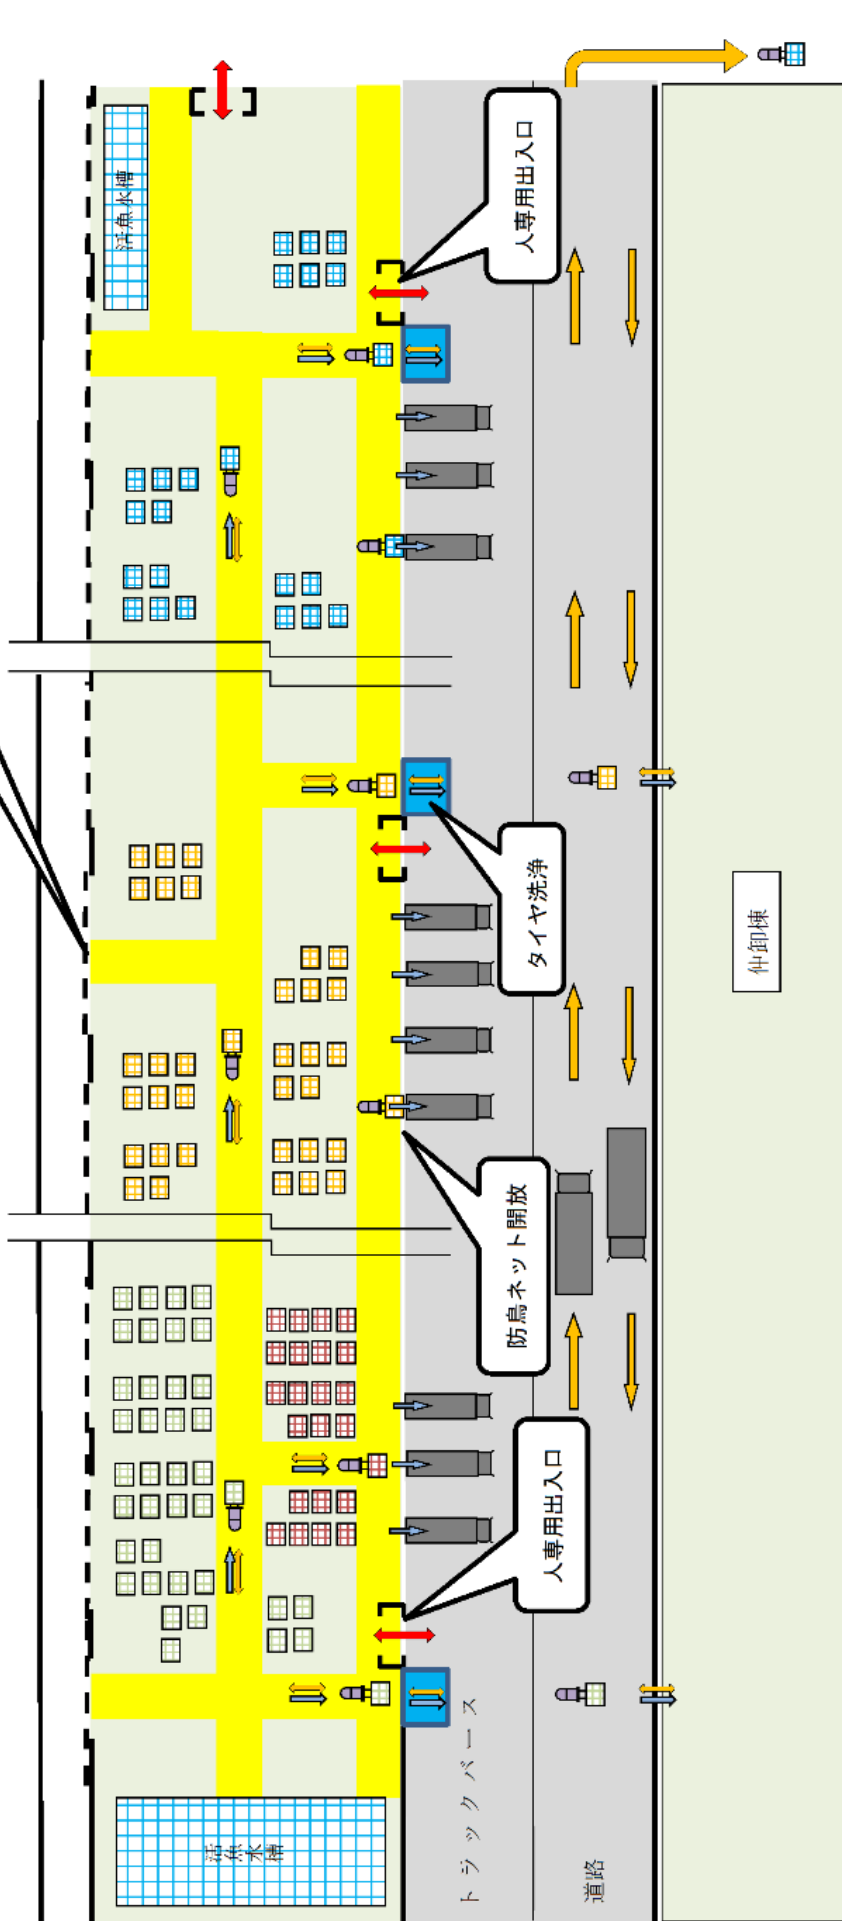 活魚水槽
人専用出入口
タイヤ洗浄
仲卸棟
防鳥ネット開放
人専用出入口
トラックバース
活魚水槽
道路